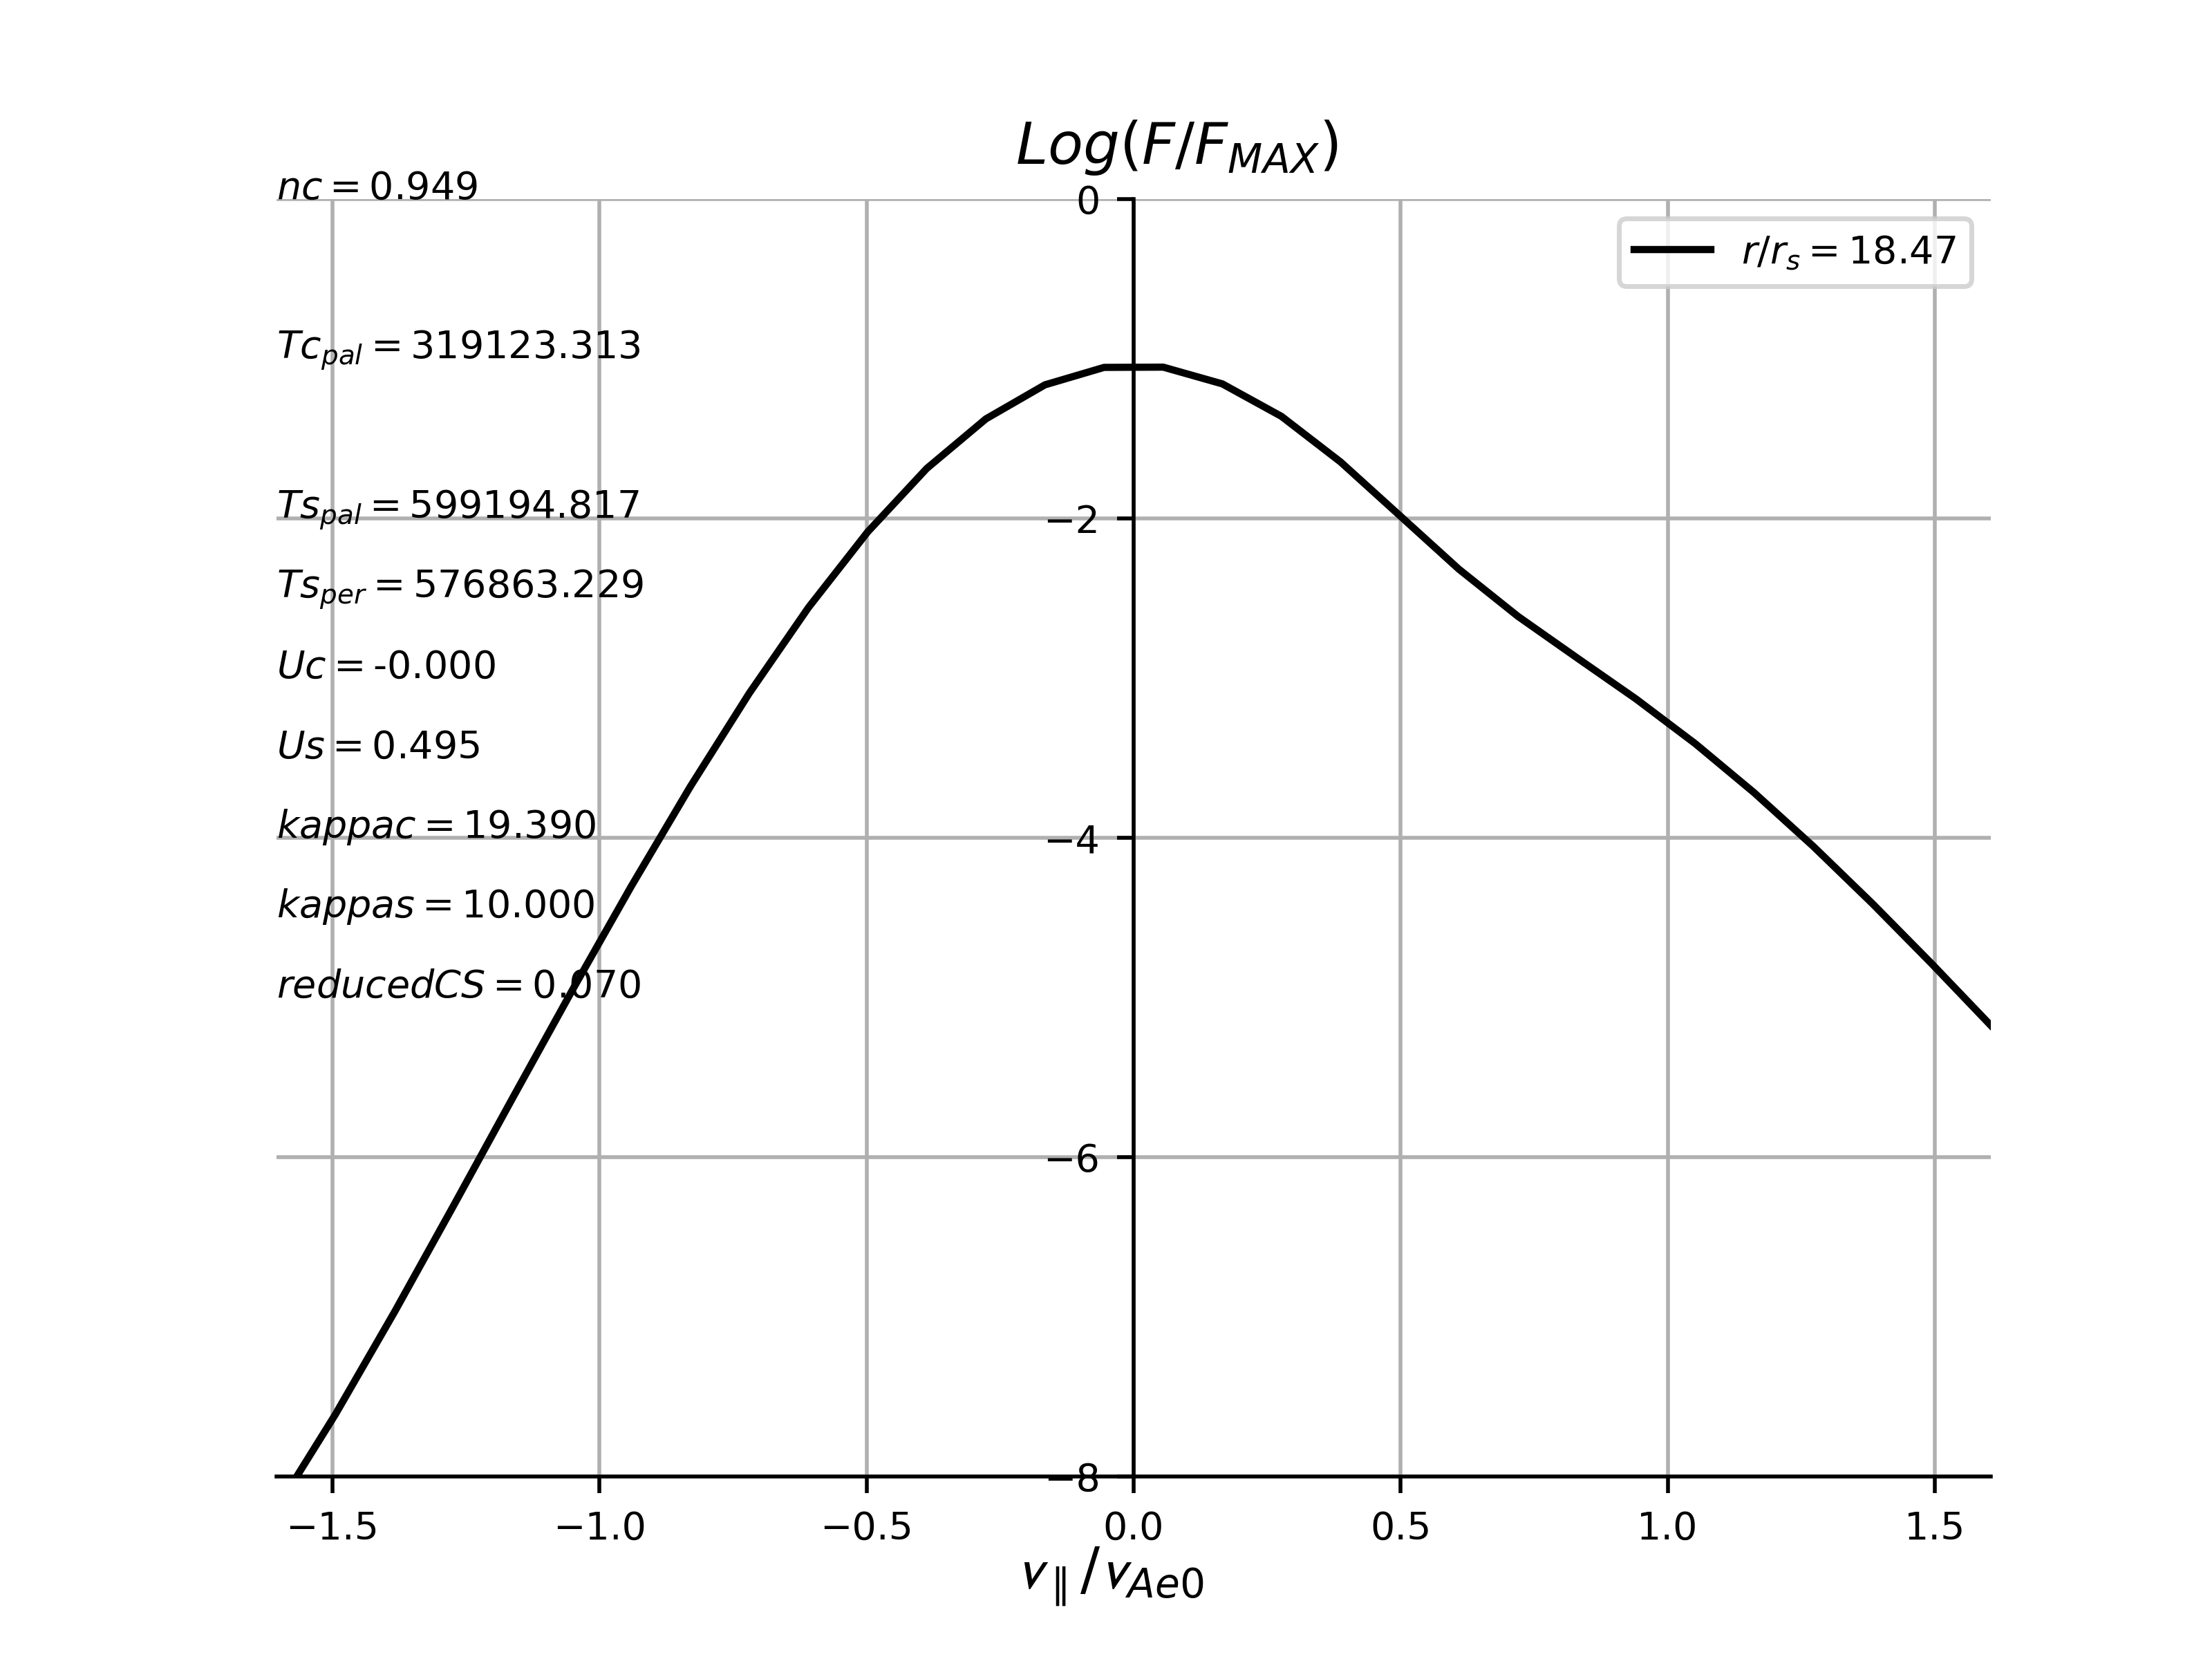 Log(F/F_MAX)
nc = 0.949
0
r/r_s = 18.47
Tc_pal = 319123.313
Ts_pal = 599194.817
−2
Ts_per = 576863.229
Uc = -0.000
Us = 0.495
kappac = 19.390
−4
kappas = 10.000
reducedCS = 0.070
−6
−8
−1.5 −1.0 −0.5 0.0 0.5 1.0 1.5
v_∥/v_Ae0